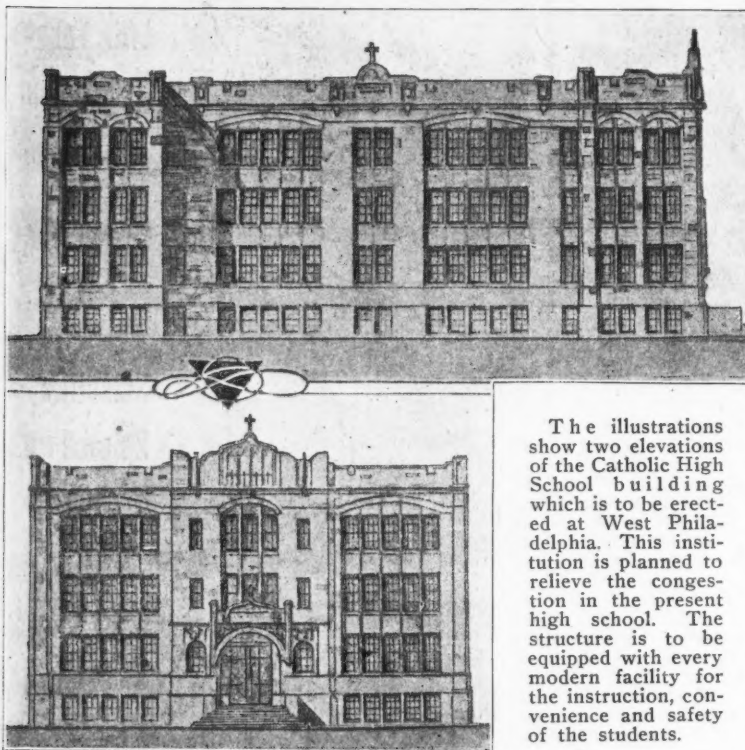 The illustrations
show two elevations
of the Catholic High
School building
which is to be erect-
ed at West Phila-
delphia. This insti-
tution is planned to
relieve the conges-
tion in the present
high school. The
structure is to be
equipped with every
modern facility for
the instruction, con-
venience and safety
of the students.